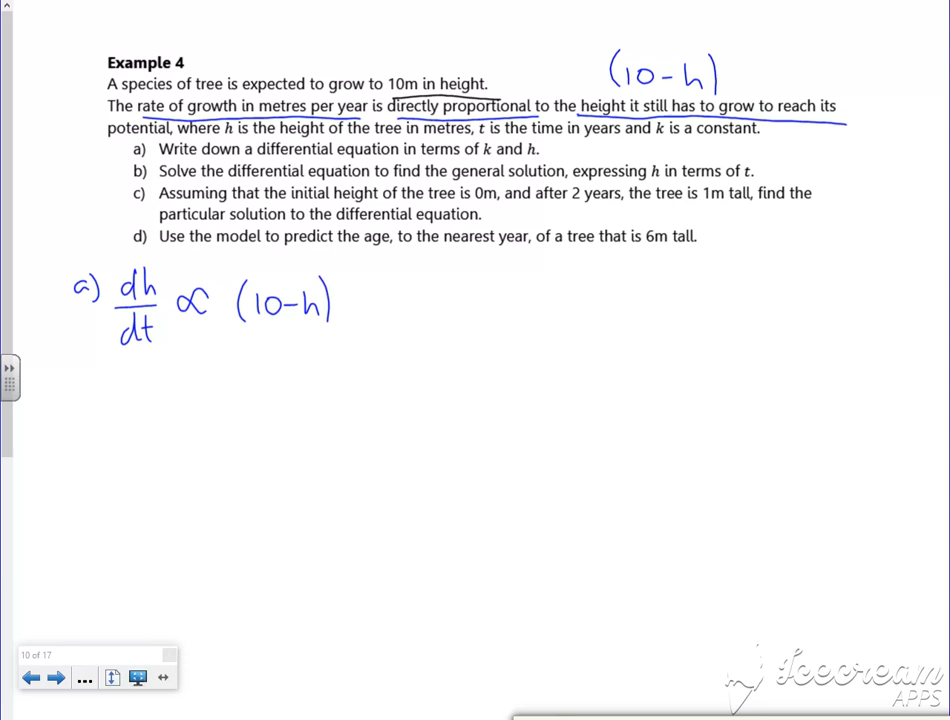 Example 4
(10-h)
A species of tree is expected to grow to 10m in height.
The rate of growth in metres per year is directly proportional to the height it still has to grow to reach its
potential, where h is the height of the tree in metres, t is the time in years and k is a constant.
a) Write down a differential equation in terms of k and h.
b) Solve the differential equation to find the general solution, expressing h in terms of t.
c) Assuming that the initial height of the tree is 0m, and after 2 years, the tree is 1m tall, find the
particular solution to the differential equation.
d) Use the model to predict the age, to the nearest year, of a tree that is 6m tall.
a) dh/dt ∝ (10-h)
10 of 17
...
Icecream
APPS